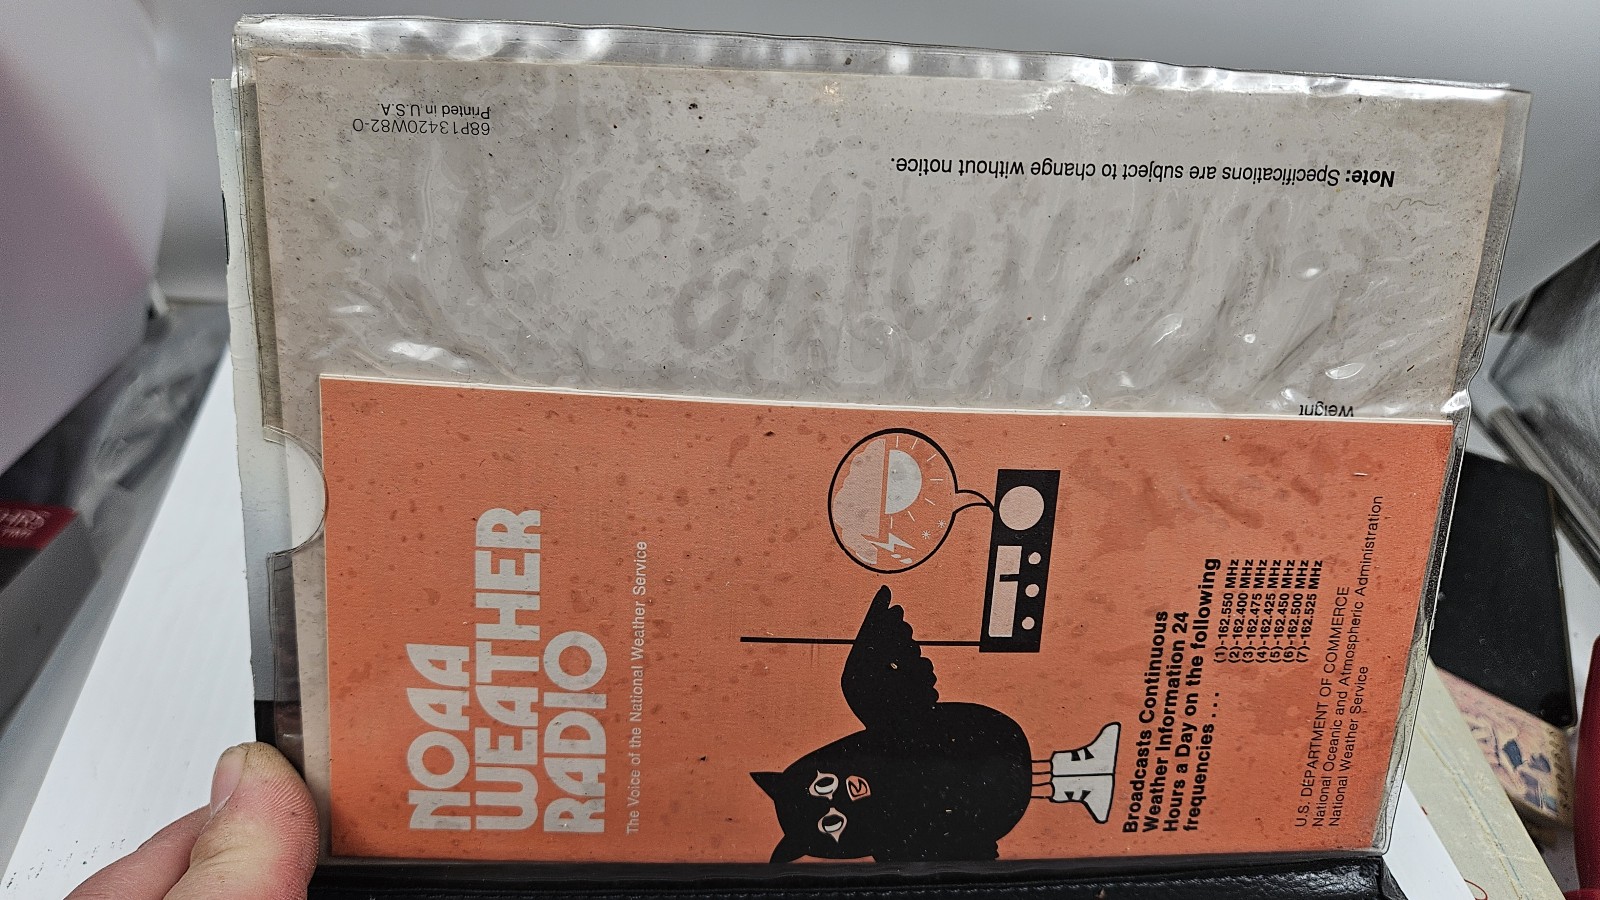 68P13420W82-O
Printed in U.S.A.
Note: Specifications are subject to change without notice.
Weight
NOAA
WEATHER
RADIO
The Voice of the National Weather Service
Broadcasts Continuous
Weather Information 24
Hours a Day on the following
frequencies . . .
(1)-162.550 MHz
(2)-162.400 MHz
(3)-162.475 MHz
(4)-162.425 MHz
(5)-162.450 MHz
(6)-162.500 MHz
(7)-162.525 MHz
U.S. DEPARTMENT OF COMMERCE
National Oceanic and Atmospheric Administration
National Weather Service
HRS